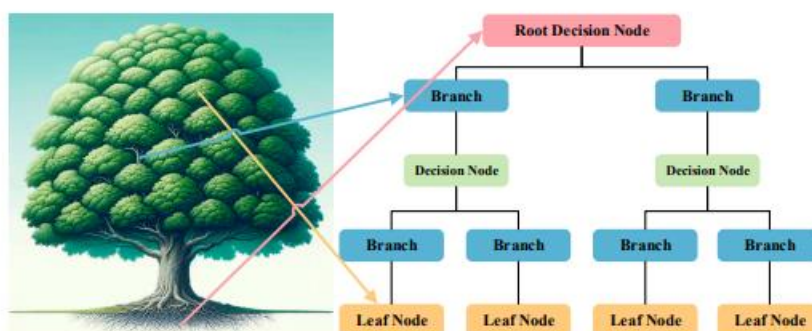 Root Decision Node
Branch Branch
Decision Node Decision Node
Branch Branch Branch Branch
Leaf Node Leaf Node Leaf Node Leaf Node